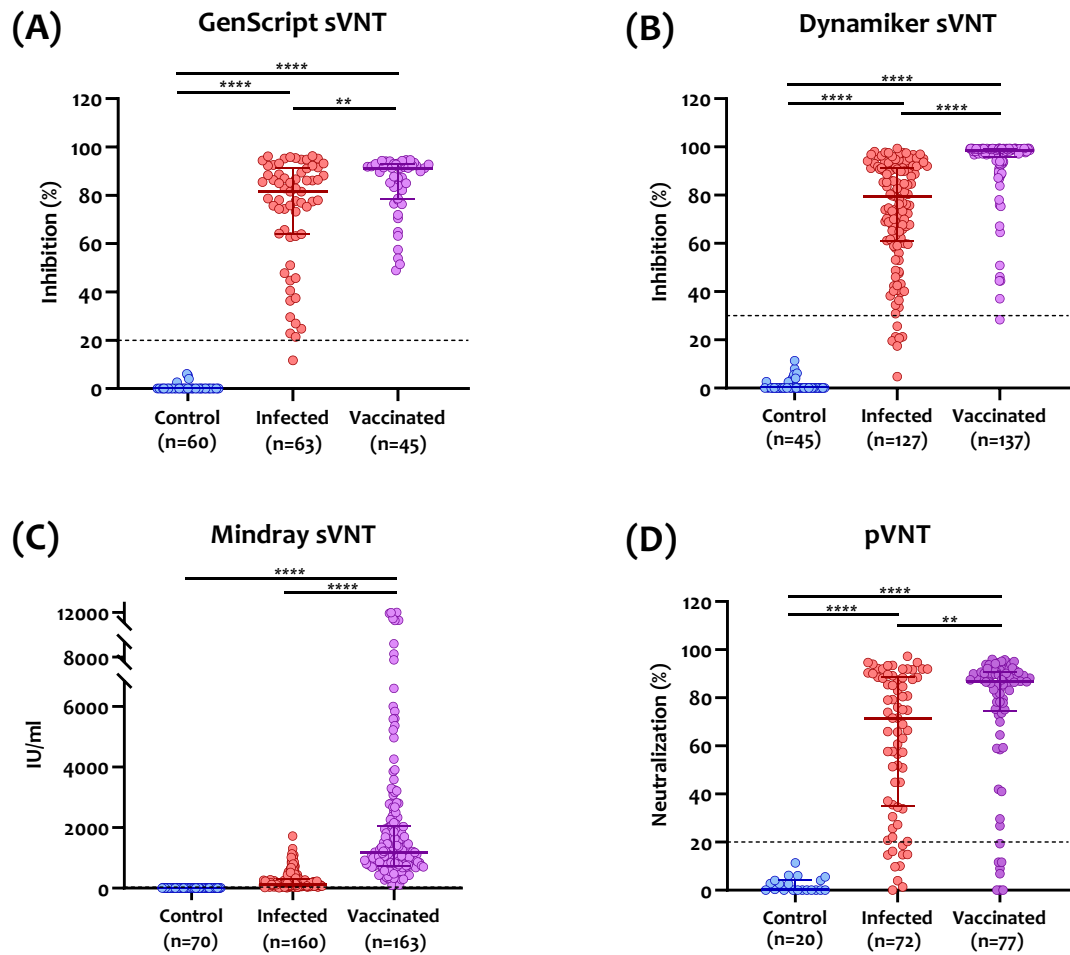 (A)
GenScript sVNT
****
****
**
120
100
80
60
40
20
0
Inhibition (%)
Control
(n=60)
Infected
(n=63)
Vaccinated
(n=45)
(B)
Dynamiker sVNT
****
****
****
120
100
80
60
40
20
0
Inhibition (%)
Control
(n=45)
Infected
(n=127)
Vaccinated
(n=137)
(C)
Mindray sVNT
****
****
12000
8000
6000
4000
2000
0
IU/ml
Control
(n=70)
Infected
(n=160)
Vaccinated
(n=163)
(D)
pVNT
****
****
**
120
100
80
60
40
20
0
Neutralization (%)
Control
(n=20)
Infected
(n=72)
Vaccinated
(n=77)